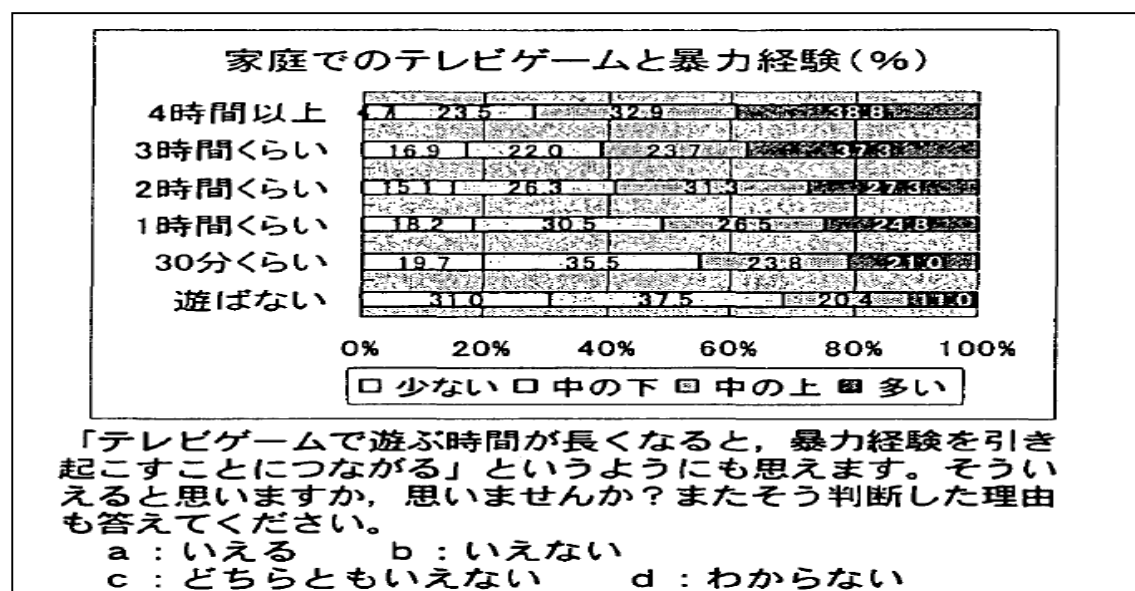 家庭でのテレビゲームと暴力経験(%)
4時間以上 4.7 23.5 32.9 38.8
3時間くらい 16.9 22.0 23.7 37.3
2時間くらい 15.1 26.3 31.3 27.3
1時間くらい 18.2 30.5 26.5 24.8
30分くらい 19.7 35.5 23.8 21.0
遊ばない 31.0 37.5 20.4 11.0
0% 20% 40% 60% 80% 100%
少ない 中の下 中の上 多い
「テレビゲームで遊ぶ時間が長くなると,暴力経験を引き
起こすことにつながる」というようにも思えます。そうい
えると思いますか,思いませんか?またそう判断した理由
も答えてください。
a:いえる b:いえない
c:どちらともいえない d:わからない